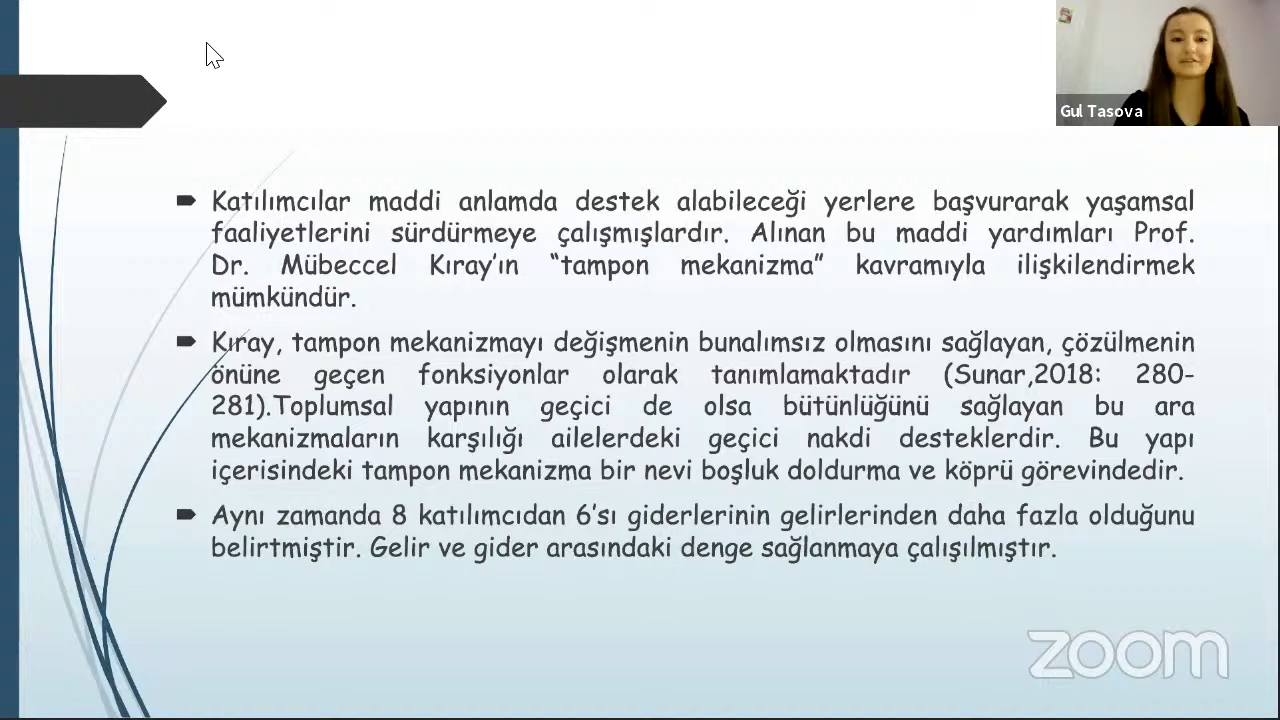 Gul Tasova
Katılımcılar maddi anlamda destek alabileceği yerlere başvurarak yaşamsal
faaliyetlerini sürdürmeye çalışmışlardır. Alınan bu maddi yardımları Prof.
Dr. Mübeccel Kıray’ın “tampon mekanizma” kavramıyla ilişkilendirmek
mümkündür.
Kıray, tampon mekanizmayı değişmenin bunalımsız olmasını sağlayan, çözülmenin
önüne geçen fonksiyonlar olarak tanımlamaktadır (Sunar,2018: 280-
281).Toplumsal yapının geçici de olsa bütünlüğünü sağlayan bu ara
mekanizmaların karşılığı ailelerdeki geçici nakdi desteklerdir. Bu yapı
içerisindeki tampon mekanizma bir nevi boşluk doldurma ve köprü görevindedir.
Aynı zamanda 8 katılımcıdan 6’sı giderlerinin gelirlerinden daha fazla olduğunu
belirtmiştir. Gelir ve gider arasındaki denge sağlanmaya çalışılmıştır.
zoom